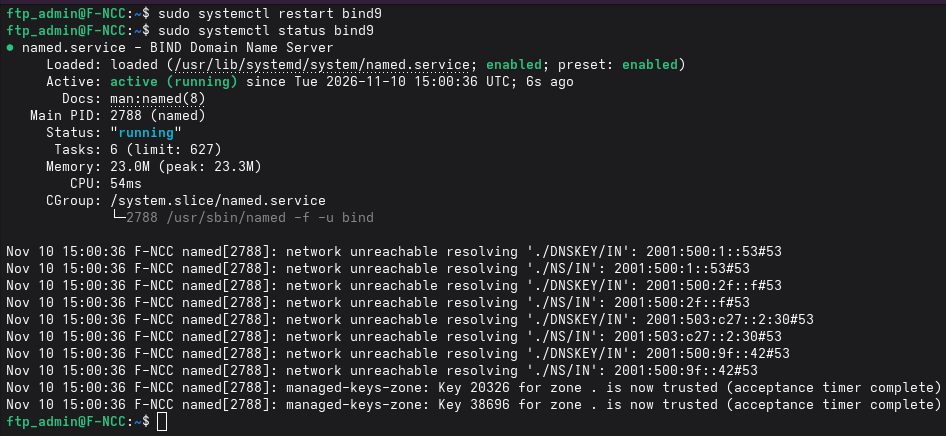 ftp_admin@F-NCC:~$ sudo systemctl restart bind9
ftp_admin@F-NCC:~$ sudo systemctl status bind9
● named.service - BIND Domain Name Server
     Loaded: loaded (/usr/lib/systemd/system/named.service; enabled; preset: enabled)
     Active: active (running) since Tue 2026-11-10 15:00:36 UTC; 6s ago
       Docs: man:named(8)
   Main PID: 2788 (named)
     Status: "running"
      Tasks: 6 (limit: 627)
     Memory: 23.0M (peak: 23.3M)
        CPU: 54ms
     CGroup: /system.slice/named.service
             └─2788 /usr/sbin/named -f -u bind

Nov 10 15:00:36 F-NCC named[2788]: network unreachable resolving './DNSKEY/IN': 2001:500:1::53#53
Nov 10 15:00:36 F-NCC named[2788]: network unreachable resolving './NS/IN': 2001:500:1::53#53
Nov 10 15:00:36 F-NCC named[2788]: network unreachable resolving './DNSKEY/IN': 2001:500:2f::f#53
Nov 10 15:00:36 F-NCC named[2788]: network unreachable resolving './NS/IN': 2001:500:2f::f#53
Nov 10 15:00:36 F-NCC named[2788]: network unreachable resolving './DNSKEY/IN': 2001:503:c27::2:30#53
Nov 10 15:00:36 F-NCC named[2788]: network unreachable resolving './NS/IN': 2001:503:c27::2:30#53
Nov 10 15:00:36 F-NCC named[2788]: network unreachable resolving './DNSKEY/IN': 2001:500:9f::42#53
Nov 10 15:00:36 F-NCC named[2788]: network unreachable resolving './NS/IN': 2001:500:9f::42#53
Nov 10 15:00:36 F-NCC named[2788]: managed-keys-zone: Key 20326 for zone . is now trusted (acceptance timer complete)
Nov 10 15:00:36 F-NCC named[2788]: managed-keys-zone: Key 38696 for zone . is now trusted (acceptance timer complete)
ftp_admin@F-NCC:~$